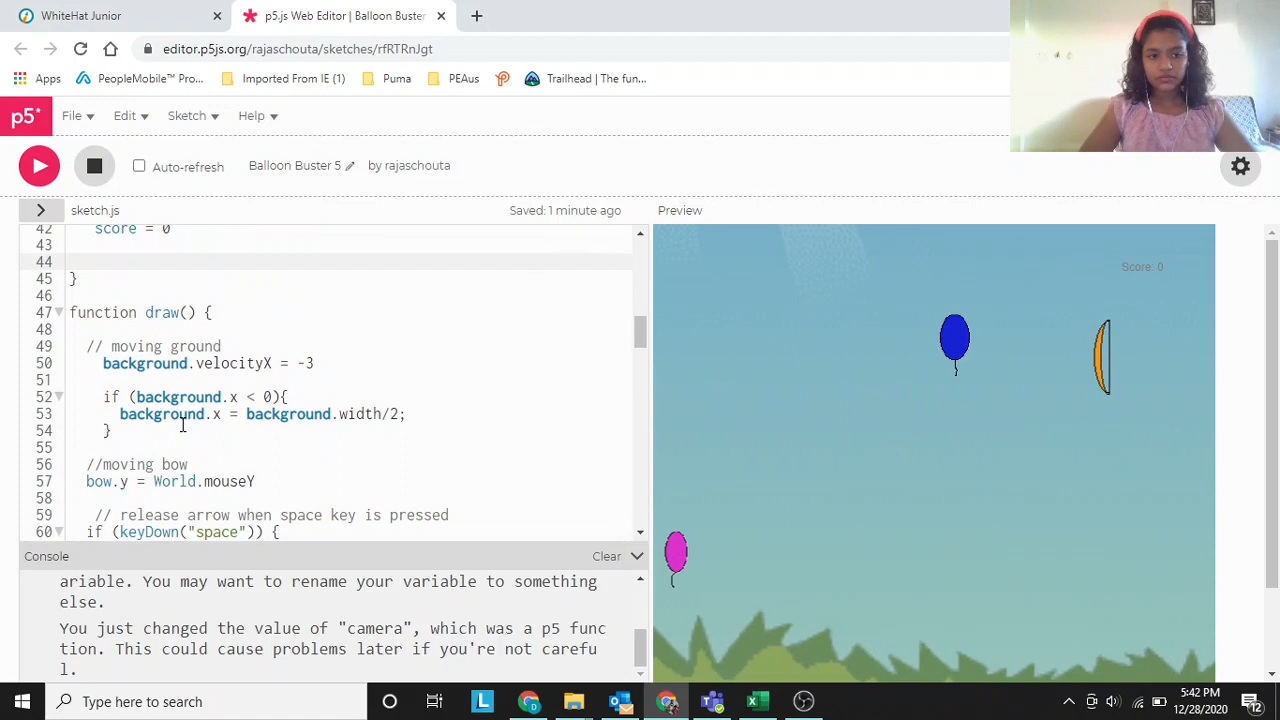 WhiteHat Junior
p5.js Web Editor | Balloon Buster
editor.p5js.org/rajaschouta/sketches/rfRTRnJgt
Apps
PeopleMobile™ Pro...
Imported From IE (1)
Puma
PEAus
Trailhead | The fun...
p5*
File
Edit
Sketch
Help
Auto-refresh
Balloon Buster 5
by rajaschouta
sketch.js
Saved: 1 minute ago
Preview
42 score = 0
43
44
45 }
46
47 function draw() {
48
49 // moving ground
50 background.velocityX = -3
51
52 if (background.x < 0){
53 background.x = background.width/2;
54 }
55
56 //moving bow
57 bow.y = World.mouseY
58
59 // release arrow when space key is pressed
60 if (keyDown("space")) {
Score: 0
Console
Clear
ariable. You may want to rename your variable to something
else.
You just changed the value of "camera", which was a p5 func
tion. This could cause problems later if you're not carefu
l.
Type here to search
L
5:42 PM
12/28/2020
12